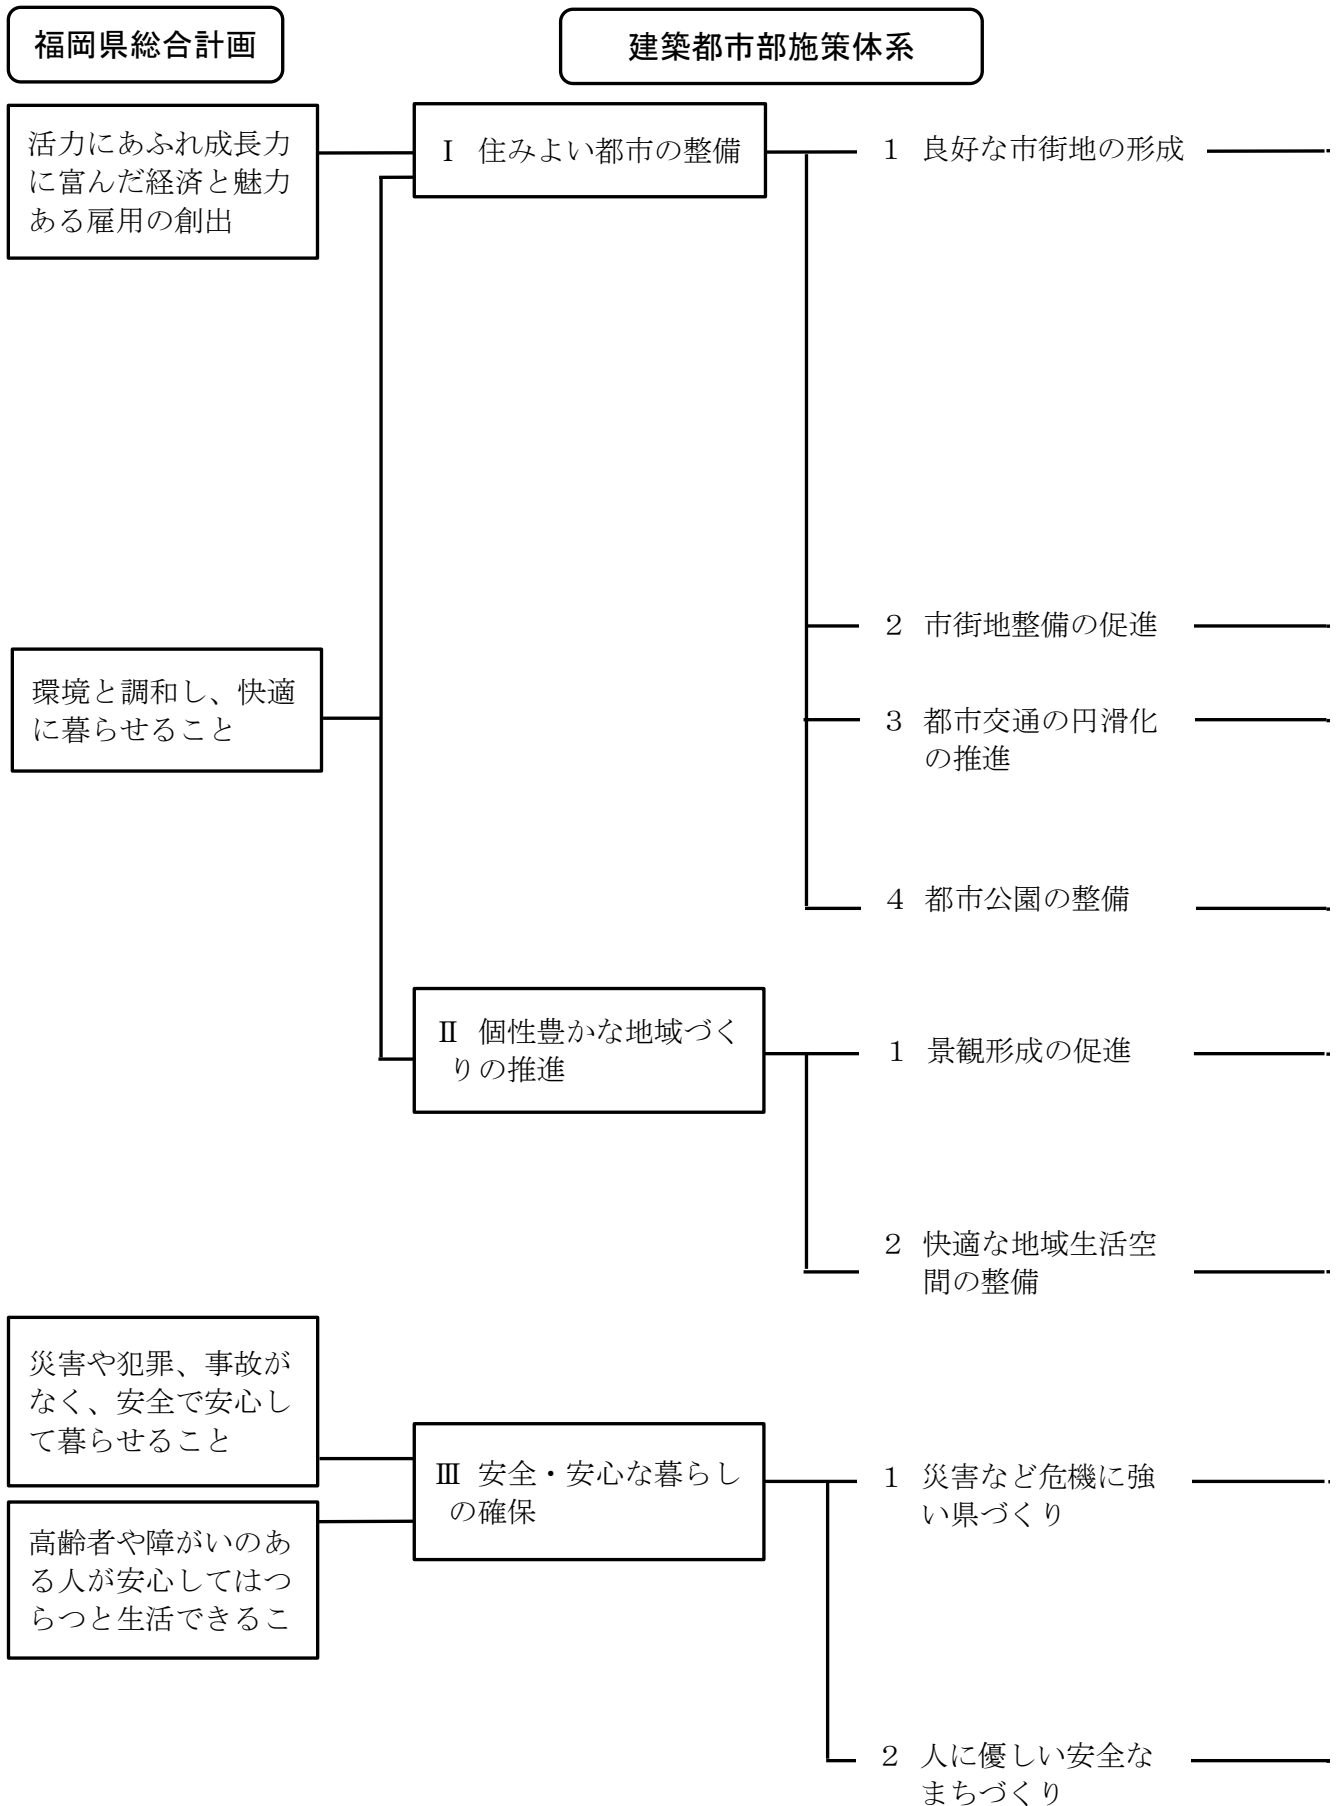 福岡県総合計画
建築都市部施策体系
活力にあふれ成長力
に富んだ経済と魅力
ある雇用の創出
Ⅰ 住みよい都市の整備
1 良好な市街地の形成
2 市街地整備の促進
環境と調和し、快適
に暮らせること
3 都市交通の円滑化
の推進
4 都市公園の整備
Ⅱ 個性豊かな地域づく
りの推進
1 景観形成の促進
2 快適な地域生活空
間の整備
災害や犯罪、事故が
なく、安全で安心し
て暮らせること
Ⅲ 安全・安心な暮らし
の確保
1 災害など危機に強
い県づくり
高齢者や障がいのあ
る人が安心してはつ
らつと生活できるこ
2 人に優しい安全な
まちづくり